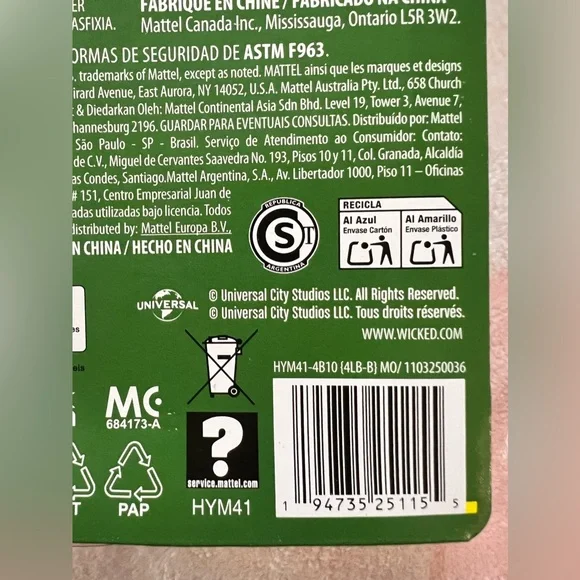 ER
FABRIQUÉ EN CHINE / FABRICADO NA CHINA
ASFIXIA.
Mattel Canada Inc., Mississauga, Ontario L5R 3W2.
ORMAS DE SEGURIDAD DE ASTM F963.
. trademarks of Mattel, except as noted. MATTEL ainsi que les marques et designs
irard Avenue, East Aurora, NY 14052, U.S.A. Mattel Australia Pty. Ltd., 658 Church
& Diedarkan Oleh: Mattel Continental Asia Sdn Bhd. Level 19, Tower 3, Avenue 7,
hannesburg 2196. GUARDAR PARA EVENTUAIS CONSULTAS. Distribuído por: Mattel
São Paulo - SP - Brasil. Serviço de Atendimento ao Consumidor: Contato:
de C.V., Miguel de Cervantes Saavedra No. 193, Pisos 10 y 11, Col. Granada, Alcaldía
as Condes, Santiago. Mattel Argentina, S.A., Av. Libertador 1000, Piso 11 – Oficinas
# 151, Centro Empresarial Juan de
adas utilizadas bajo licencia. Todos
distributed by: Mattel Europa B.V.,
N CHINA / HECHO EN CHINA
REPUBLICA
S
T
ARGENTINA
RECICLA
Al Azul
Envase Cartón
Al Amarillo
Envase Plástico
UNIVERSAL
© Universal City Studios LLC. All Rights Reserved.
© Universal City Studios LLC. Tous droits réservés.
WWW.WICKED.COM
HYM41-4B10 (4LB-B) MO/ 1103250036
es
els
MC
684173-A
?
service.mattel.com
HYM41
T
PAP
1 94735 25115 5